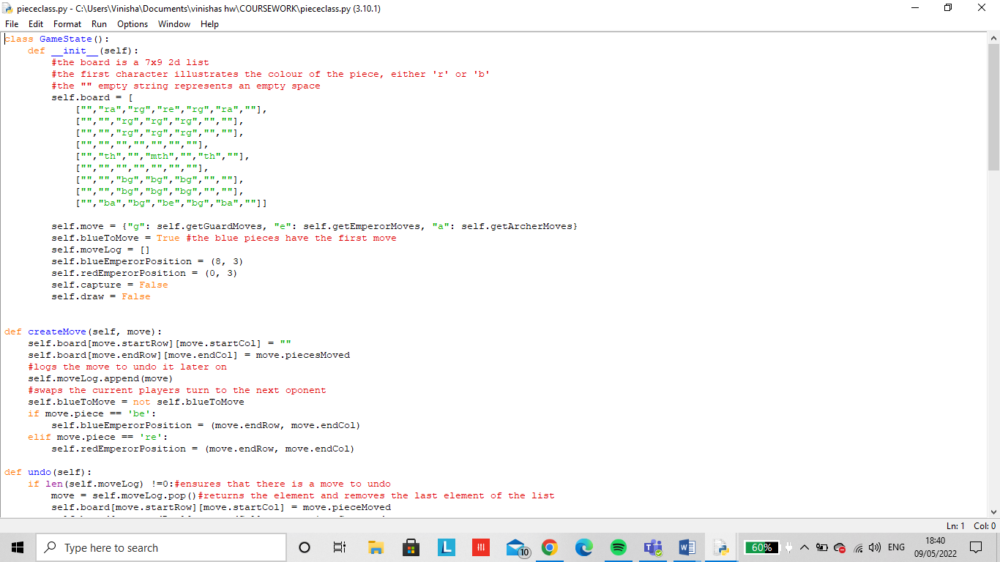 piececlass.py - C:\Users\Vinisha\Documents\vinishas hw\COURSEWORK\piececlass.py (3.10.1)
File Edit Format Run Options Window Help
class GameState():
    def __init__(self):
        #the board is a 7x9 2d list
        #the first character illustrates the colour of the piece, either 'r' or 'b'
        #the "" empty string represents an empty space
        self.board = [
            ["","ra","rg","re","rg","ra",""],
            ["","","rg","rg","rg","",""],
            ["","","rg","rg","rg","",""],
            ["","","","","","",""],
            ["","th","","mth","","th",""],
            ["","","","","","",""],
            ["","","bg","bg","bg","",""],
            ["","","bg","bg","bg","",""],
            ["","ba","bg","be","bg","ba",""]]
        self.move = {"g": self.getGuardMoves, "e": self.getEmperorMoves, "a": self.getArcherMoves}
        self.blueToMove = True #the blue pieces have the first move
        self.moveLog = []
        self.blueEmperorPosition = (8, 3)
        self.redEmperorPosition = (0, 3)
        self.capture = False
        self.draw = False
def createMove(self, move):
    self.board[move.startRow][move.startCol] = ""
    self.board[move.endRow][move.endCol] = move.piecesMoved
    #logs the move to undo it later on
    self.moveLog.append(move)
    #swaps the current players turn to the next oponent
    self.blueToMove = not self.blueToMove
    if move.piece == 'be':
        self.blueEmperorPosition = (move.endRow, move.endCol)
    elif move.piece == 're':
        self.redEmperorPosition = (move.endRow, move.endCol)
def undo(self):
    if len(self.moveLog) !=0:#ensures that there is a move to undo
        move = self.moveLog.pop()#returns the element and removes the last element of the list
        self.board[move.startRow][move.startCol] = move.pieceMoved
Ln: 1 Col: 0
Type here to search
L
10
60%
ENG
18:40
09/05/2022